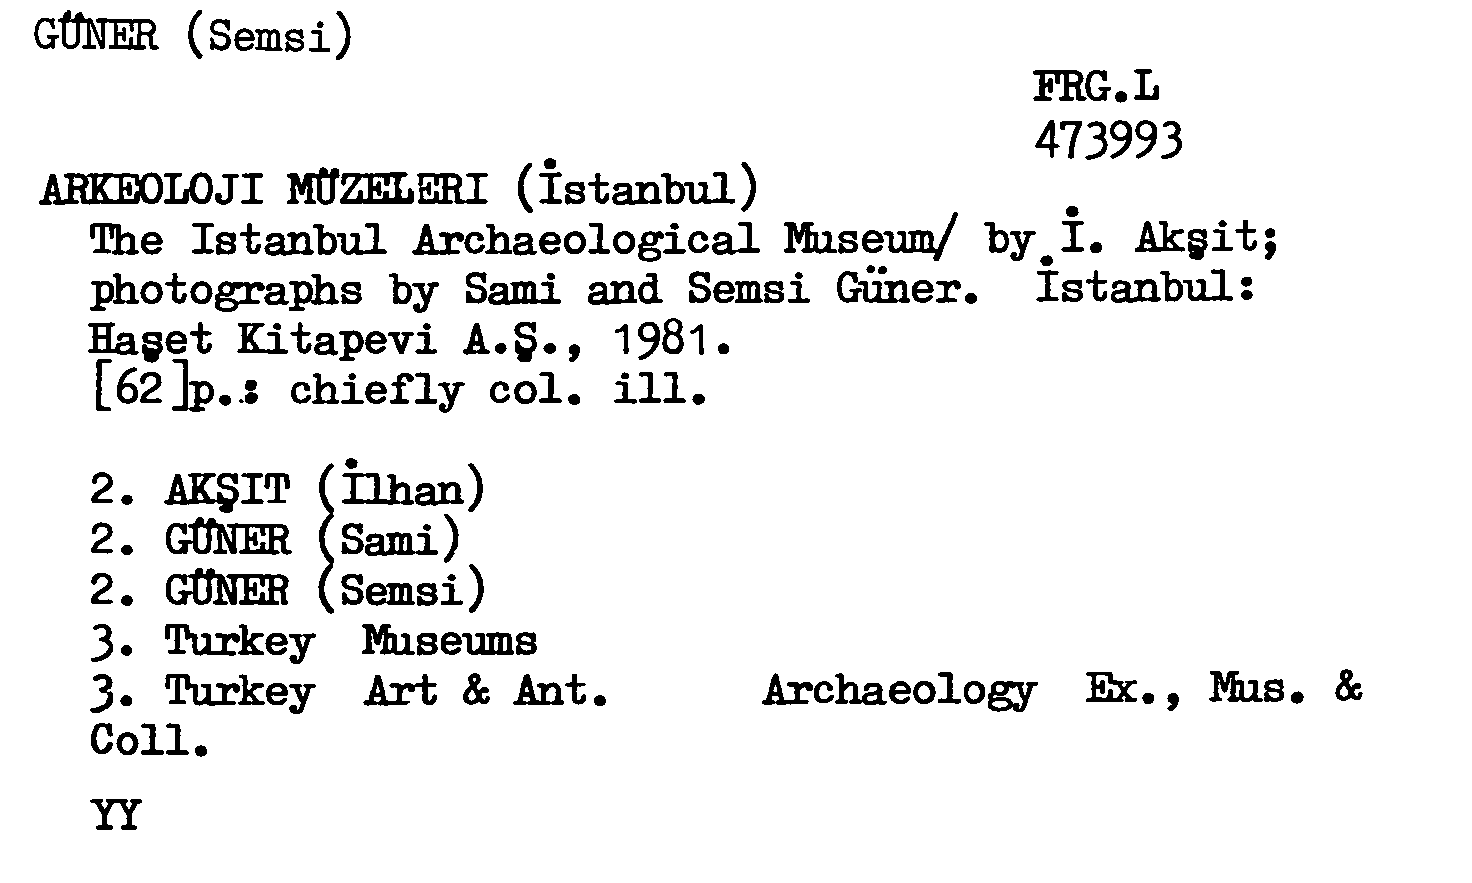 GÜNER (Semsi)
FRG.L
473993
ARKEOLOJI MÜZELERI (İstanbul)
The Istanbul Archaeological Museum/ by İ. Akşit;
photographs by Sami and Semsi Güner. İstanbul:
Haşet Kitapevi A.Ş., 1981.
[62]p.: chiefly col. ill.
2. AKŞIT (İlhan)
2. GÜNER (Sami)
2. GÜNER (Semsi)
3. Turkey Museums
3. Turkey Art & Ant. Archaeology Ex., Mus. &
Coll.
YY